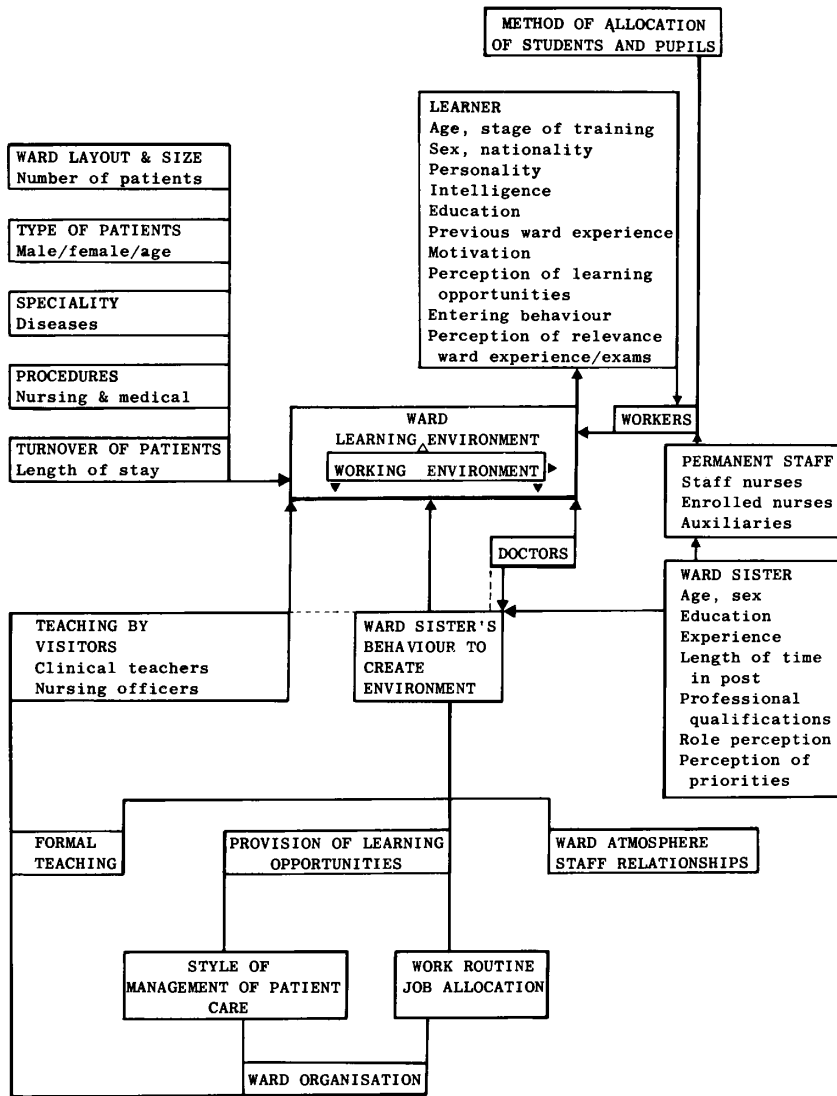 METHOD OF ALLOCATION
OF STUDENTS AND PUPILS
LEARNER
Age, stage of training
Sex, nationality
Personality
Intelligence
Education
Previous ward experience
Motivation
Perception of learning
opportunities
Entering behaviour
Perception of relevance
ward experience/exams
WARD LAYOUT & SIZE
Number of patients
TYPE OF PATIENTS
Male/female/age
SPECIALITY
Diseases
PROCEDURES
Nursing & medical
TURNOVER OF PATIENTS
Length of stay
WARD
LEARNING ENVIRONMENT
WORKING ENVIRONMENT
WORKERS
PERMANENT STAFF
Staff nurses
Enrolled nurses
Auxiliaries
DOCTORS
WARD SISTER
Age, sex
Education
Experience
Length of time
in post
Professional
qualifications
Role perception
Perception of
priorities
TEACHING BY
VISITORS
Clinical teachers
Nursing officers
WARD SISTER'S
BEHAVIOUR TO
CREATE
ENVIRONMENT
FORMAL
TEACHING
PROVISION OF LEARNING
OPPORTUNITIES
WARD ATMOSPHERE
STAFF RELATIONSHIPS
STYLE OF
MANAGEMENT OF PATIENT
CARE
WORK ROUTINE
JOB ALLOCATION
WARD ORGANISATION